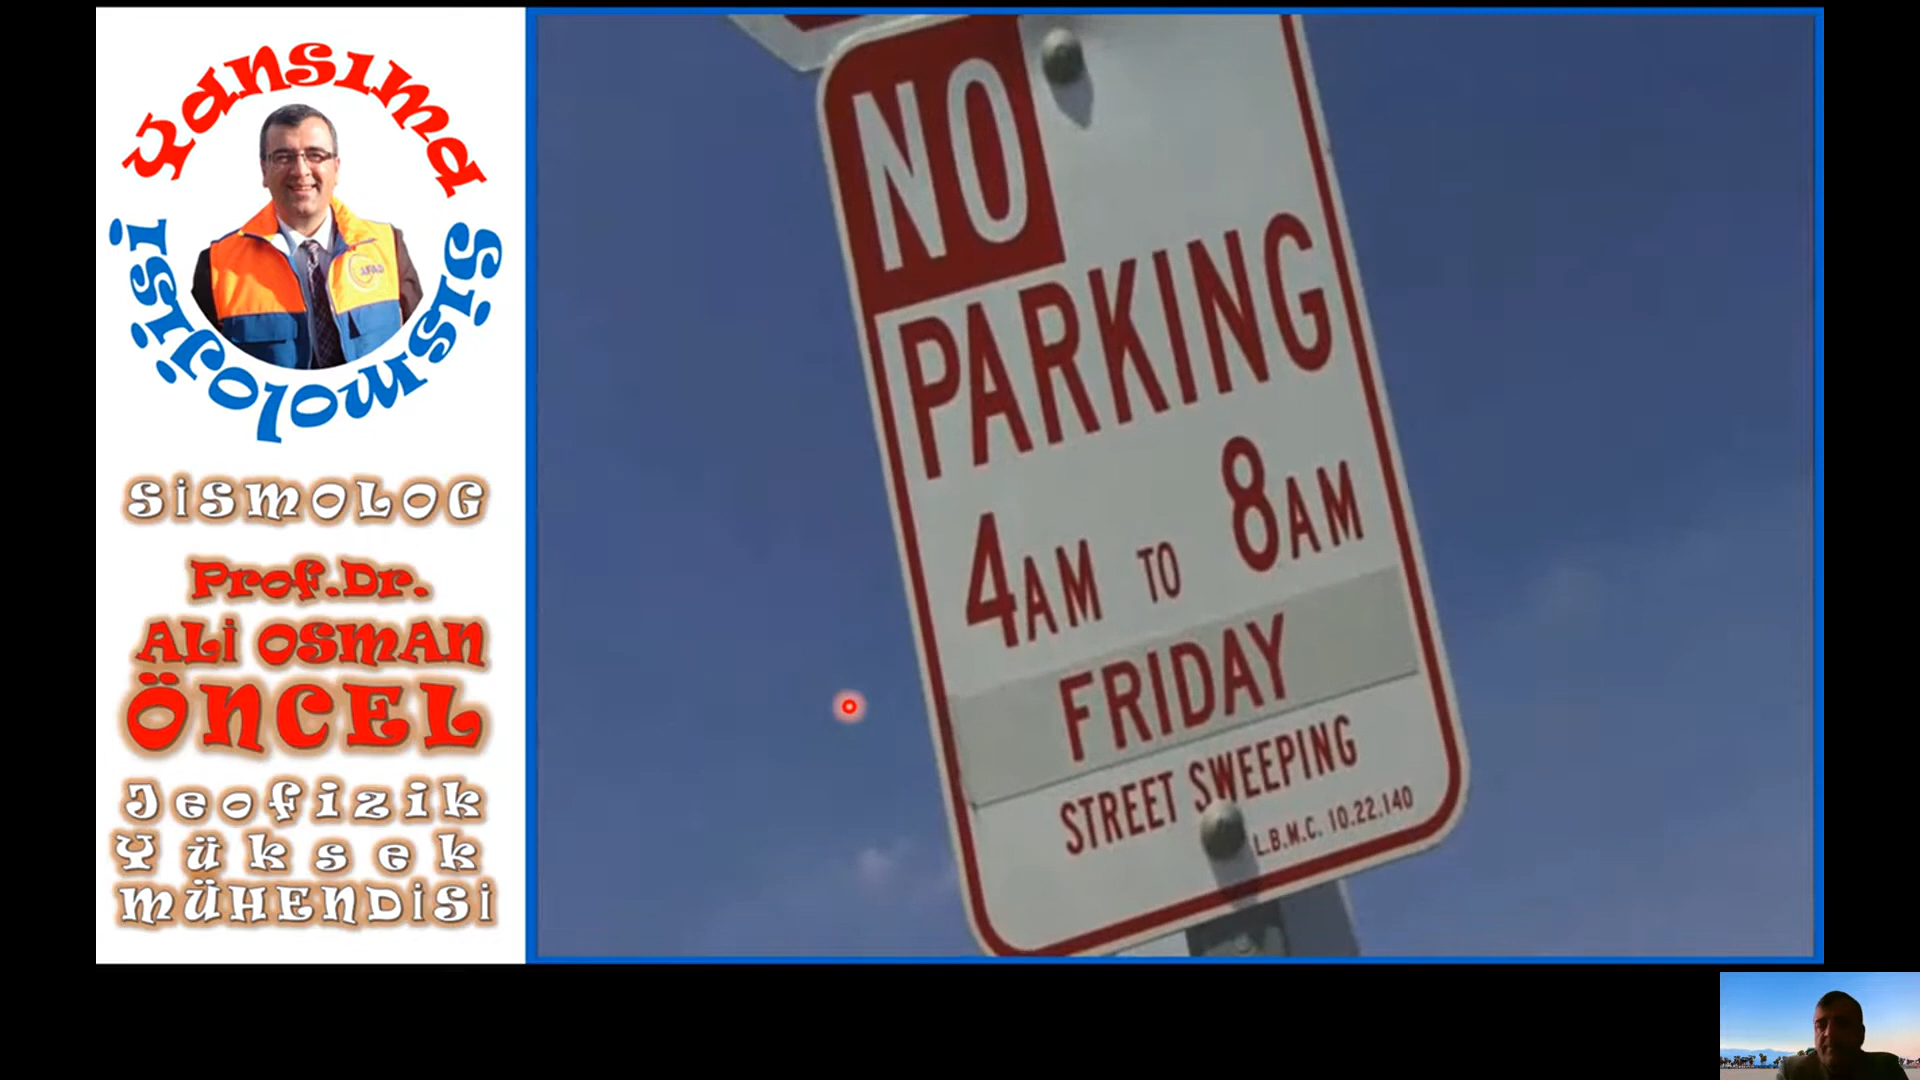 Yansıma
Sismolojisi
AFAD
SİSMOLOG
Prof.Dr.
ALİ OSMAN
ÖNCEL
Jeofizik
Yüksek
MÜHENDİSİ
NO
PARKING
4AM TO 8AM
FRIDAY
STREET SWEEPING
L.B.M.C. 10.22.140